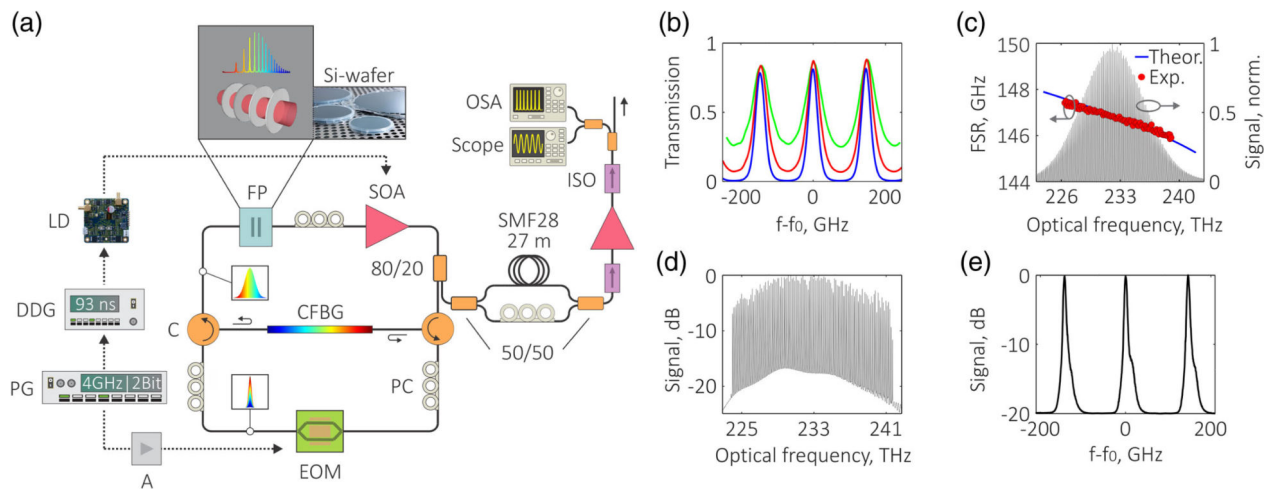 (a)
Si-wafer
OSA
Scope
ISO
FP
SOA
LD
SMF28
27 m
80/20
DDG
93 ns
C
CFBG
50/50
PG
4GHz|2Bit
PC
A
EOM
(b)
Transmission
1
0.5
0
-200 0 200
f-f₀, GHz
(c)
FSR, GHz
150
148
146
144
Theor.
Exp.
1
0.5
0
Signal, norm.
226 233 240
Optical frequency, THz
(d)
Signal, dB
0
-10
-20
225 233 241
Optical frequency, THz
(e)
Signal, dB
0
-10
-20
-200 0 200
f-f₀, GHz